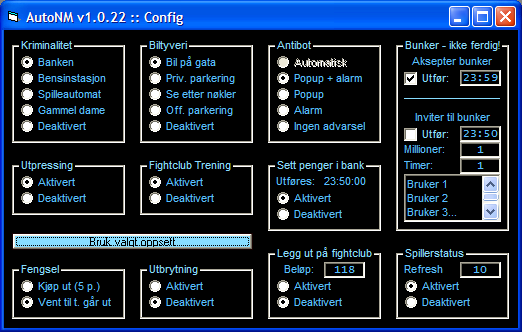 AutoNM v1.0.22 :: Config
Kriminalitet
Banken
Bensinstasjon
Spilleautomat
Gammel dame
Deaktivert
Biltyveri
Bil på gata
Priv. parkering
Se etter nøkler
Off. parkering
Deaktivert
Antibot
Automatisk
Popup + alarm
Popup
Alarm
Ingen advarsel
Bunker - ikke ferdig!
Aksepter bunker
Utfør: 23:59
Inviter til bunker
Utfør: 23:50
Millioner: 1
Timer: 1
Bruker 1
Bruker 2
Bruker 3...
Utpressing
Aktivert
Deaktivert
Fightclub Trening
Aktivert
Deaktivert
Sett penger i bank
Utføres: 23:50:00
Aktivert
Deaktivert
Bruk valgt oppsett
Fengsel
Kjøp ut (5 p.)
Vent til t. går ut
Utbrytning
Aktivert
Deaktivert
Legg ut på fightclub
Beløp: 118
Aktivert
Deaktivert
Spillerstatus
Refresh 10
Aktivert
Deaktivert